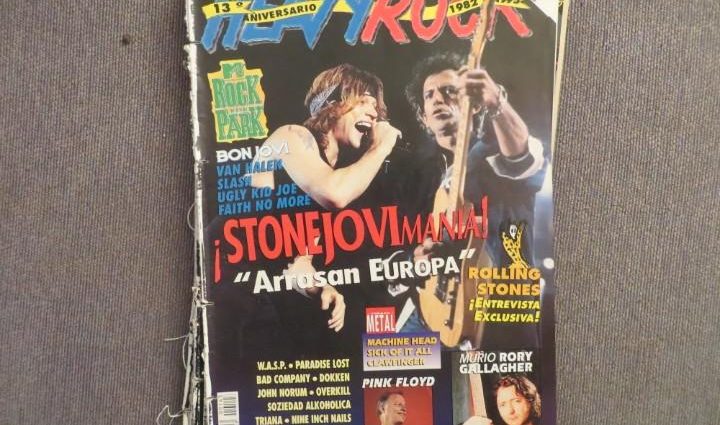 13º
ANIVERSARIO
1982
HEAVY ROCK
MTV
ROCK
PARK
BON JOVI
VAN HALEN
SLASH
UGLY KID JOE
FAITH NO MORE
¡STONEJOVIMANIA!
"Arrasan EUROPA"
ROLLING
STONES
¡ENTREVISTA
EXCLUSIVA!
METAL
MACHINE HEAD
SICK OF IT ALL
CLAWFINGER
W.A.S.P. • PARADISE LOST
BAD COMPANY • DOKKEN
JOHN NORUM • OVERKILL
SOZIEDAD ALKOHOLICA
TRIANA • NINE INCH NAILS
PINK FLOYD
MURIO RORY
GALLAGHER